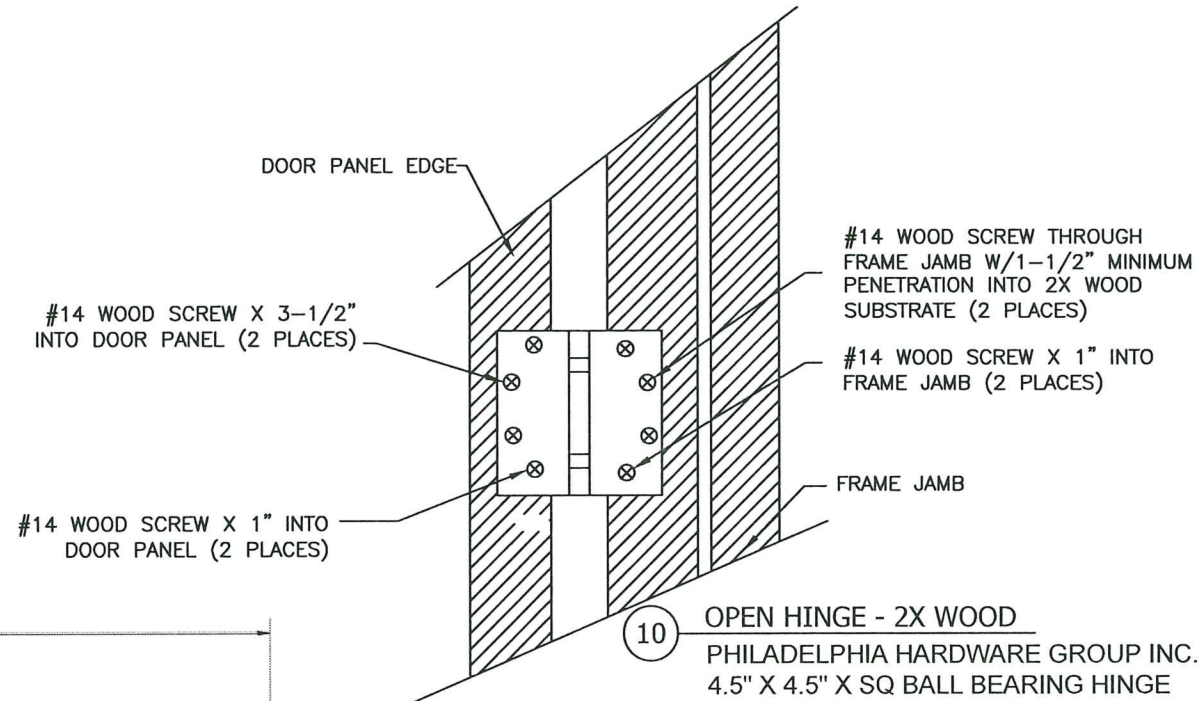 DOOR PANEL EDGE
#14 WOOD SCREW X 3-1/2"
INTO DOOR PANEL (2 PLACES)
#14 WOOD SCREW X 1" INTO
DOOR PANEL (2 PLACES)
#14 WOOD SCREW THROUGH
FRAME JAMB W/1-1/2" MINIMUM
PENETRATION INTO 2X WOOD
SUBSTRATE (2 PLACES)
#14 WOOD SCREW X 1" INTO
FRAME JAMB (2 PLACES)
FRAME JAMB
10 OPEN HINGE - 2X WOOD
PHILADELPHIA HARDWARE GROUP INC.
4.5" X 4.5" X SQ BALL BEARING HINGE